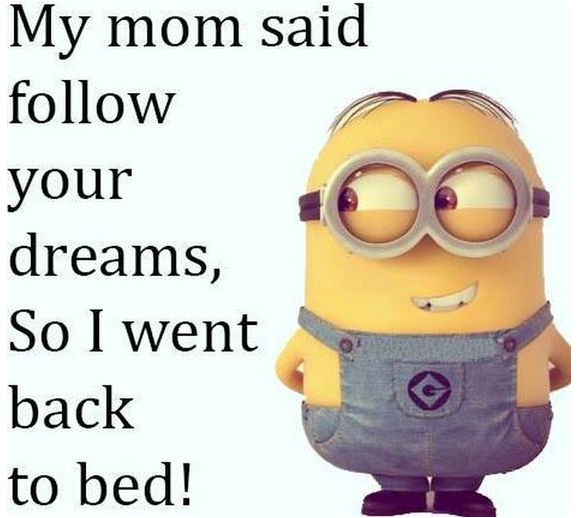 My mom said
follow
your
dreams,
So I went
back
to bed!